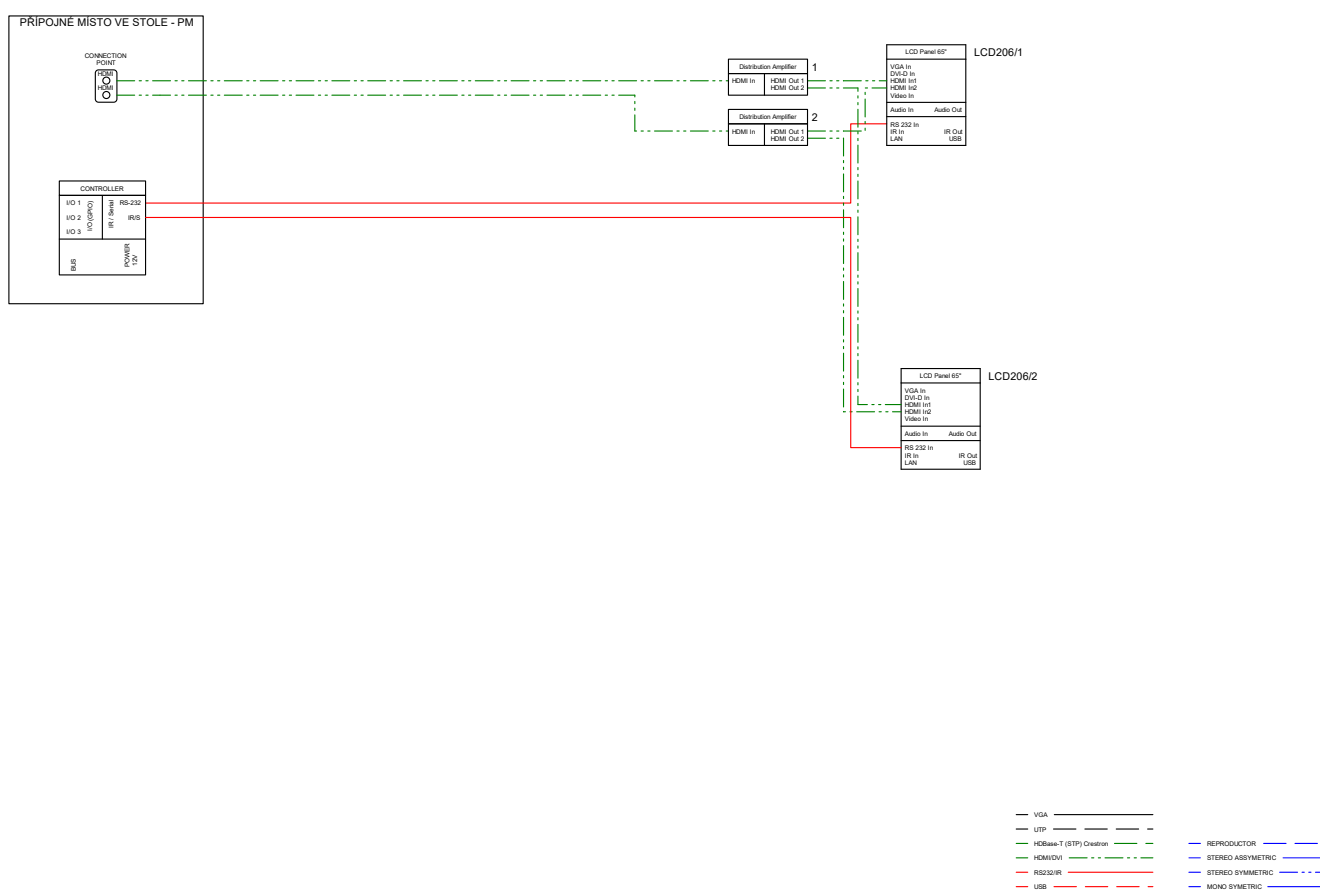 PŘÍPOJNÉ MÍSTO VE STOLE - PM
CONNECTION
POINT
HDMI
HDMI
CONTROLLER
I/O 1
I/O 2
I/O 3
I/O (GPIO)
IR / Serial
RS-232
IR/S
BUS
POWER
12V
Distribution Amplifier
1
HDMI In
HDMI Out 1
HDMI Out 2
Distribution Amplifier
2
HDMI In
HDMI Out 1
HDMI Out 2
LCD Panel 65"
LCD206/1
VGA In
DVI-D In
HDMI In1
HDMI In2
Video In
Audio In Audio Out
RS 232 In
IR In IR Out
LAN USB
LCD Panel 65"
LCD206/2
VGA In
DVI-D In
HDMI In1
HDMI In2
Video In
Audio In Audio Out
RS 232 In
IR In IR Out
LAN USB
VGA
UTP
HDBase-T (STP) Crestron
HDMI/DVI
RS232/IR
USB
REPRODUCTOR
STEREO ASSYMETRIC
STEREO SYMMETRIC
MONO SYMETRIC